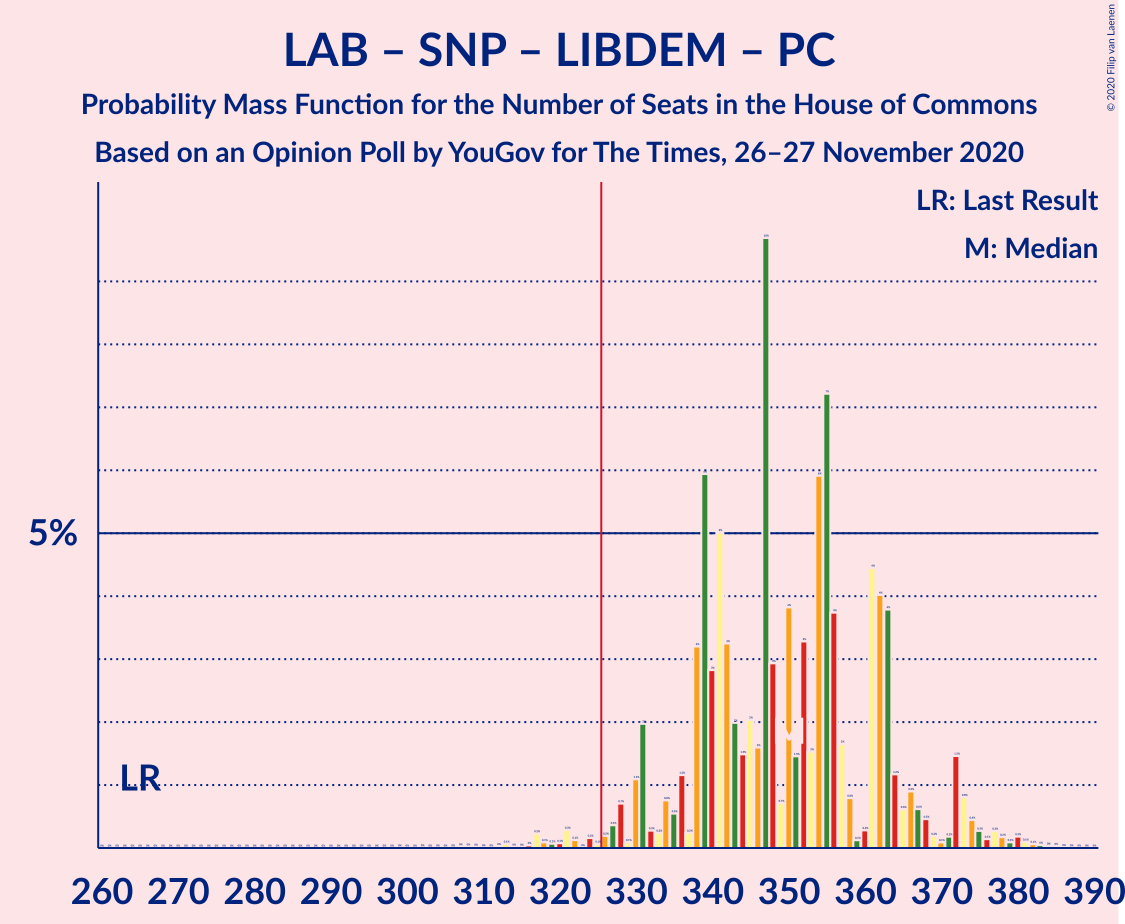 LAB – SNP – LIBDEM – PC
Probability Mass Function for the Number of Seats in the House of Commons
Based on an Opinion Poll by YouGov for The Times, 26–27 November 2020
© 2020 Filip van Laenen
LR: Last Result
M: Median
5%
LR
M
260 270 280 290 300 310 320 330 340 350 360 370 380 390